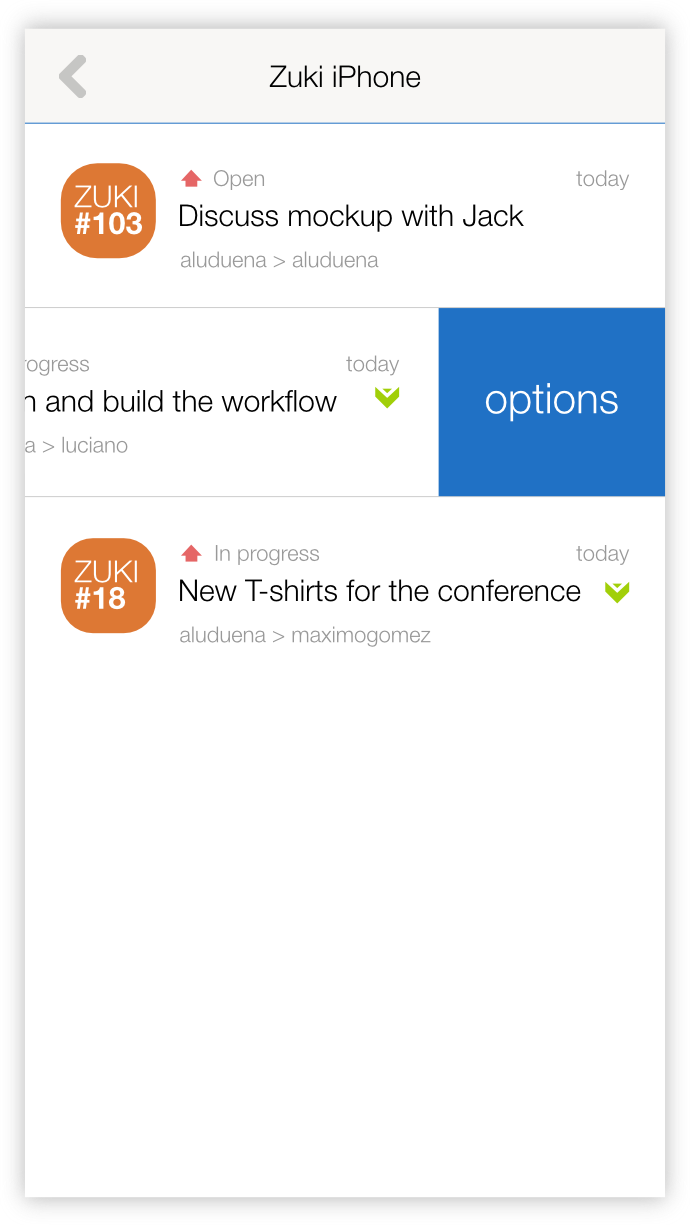 Zuki iPhone
ZUKI
#103
Open
today
Discuss mockup with Jack
aluduena > aluduena
rogress
today
n and build the workflow
a > luciano
options
ZUKI
#18
In progress
today
New T-shirts for the conference
aluduena > maximogomez